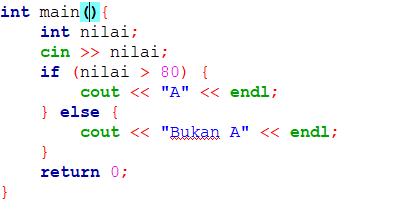 int main(){
    int nilai;
    cin >> nilai;
    if (nilai > 80) {
        cout << "A" << endl;
    } else {
        cout << "Bukan A" << endl;
    }
    return 0;
}